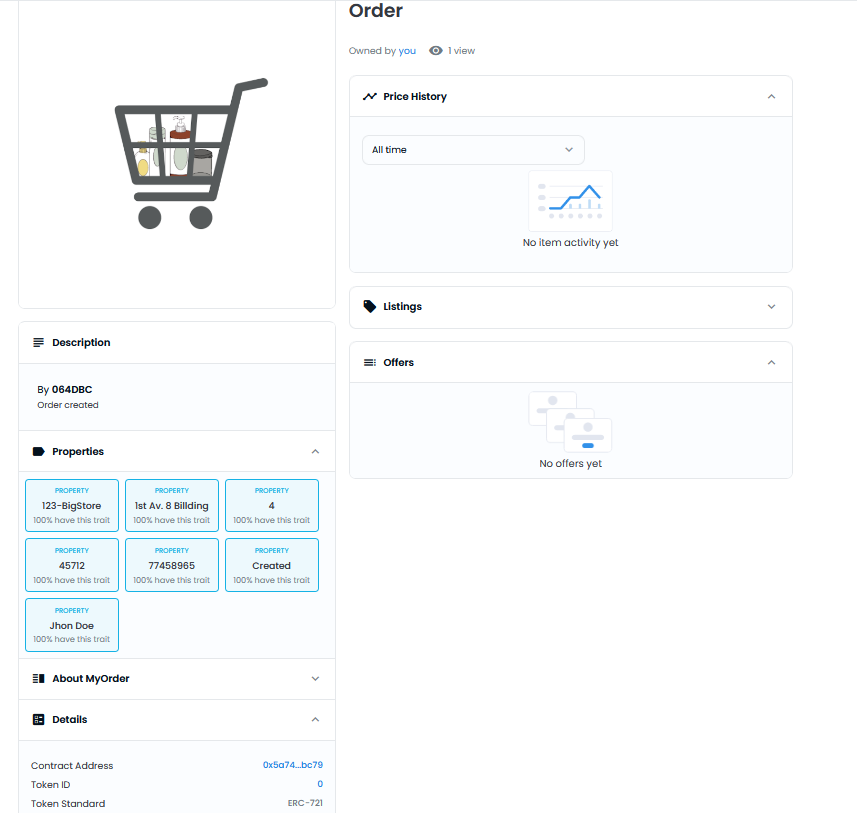 Order
Owned by you 1 view
Price History
All time
No item activity yet
Listings
Offers
No offers yet
Description
By 064DBC
Order created
Properties
PROPERTY
123-BigStore
100% have this trait
PROPERTY
1st Av. 8 Billding
100% have this trait
PROPERTY
4
100% have this trait
PROPERTY
45712
100% have this trait
PROPERTY
77458965
100% have this trait
PROPERTY
Created
100% have this trait
PROPERTY
Jhon Doe
100% have this trait
About MyOrder
Details
Contract Address 0x5a74...bc79
Token ID 0
Token Standard ERC-721